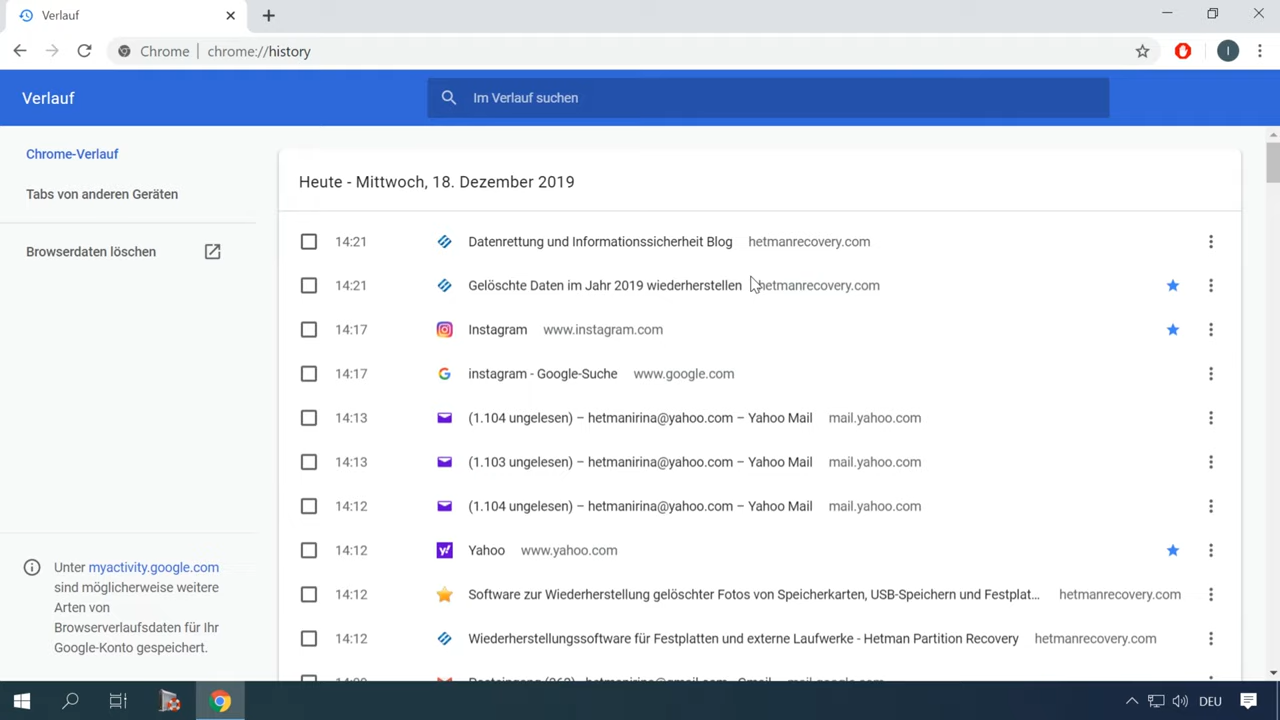 Verlauf
Chrome
chrome://history
I
Verlauf
Im Verlauf suchen
Chrome-Verlauf
Tabs von anderen Geräten
Browserdaten löschen
Unter myactivity.google.com
sind möglicherweise weitere
Arten von
Browserverlaufsdaten für Ihr
Google-Konto gespeichert.
Heute - Mittwoch, 18. Dezember 2019
14:21 Datenrettung und Informationssicherheit Blog hetmanrecovery.com
14:21 Gelöschte Daten im Jahr 2019 wiederherstellen hetmanrecovery.com
14:17 Instagram www.instagram.com
14:17 instagram - Google-Suche www.google.com
14:13 (1.104 ungelesen) – hetmanirina@yahoo.com – Yahoo Mail mail.yahoo.com
14:13 (1.103 ungelesen) – hetmanirina@yahoo.com – Yahoo Mail mail.yahoo.com
14:12 (1.104 ungelesen) – hetmanirina@yahoo.com – Yahoo Mail mail.yahoo.com
14:12 Yahoo www.yahoo.com
14:12 Software zur Wiederherstellung gelöschter Fotos von Speicherkarten, USB-Speichern und Festplat... hetmanrecovery.com
14:12 Wiederherstellungssoftware für Festplatten und externe Laufwerke - Hetman Partition Recovery hetmanrecovery.com
DEU